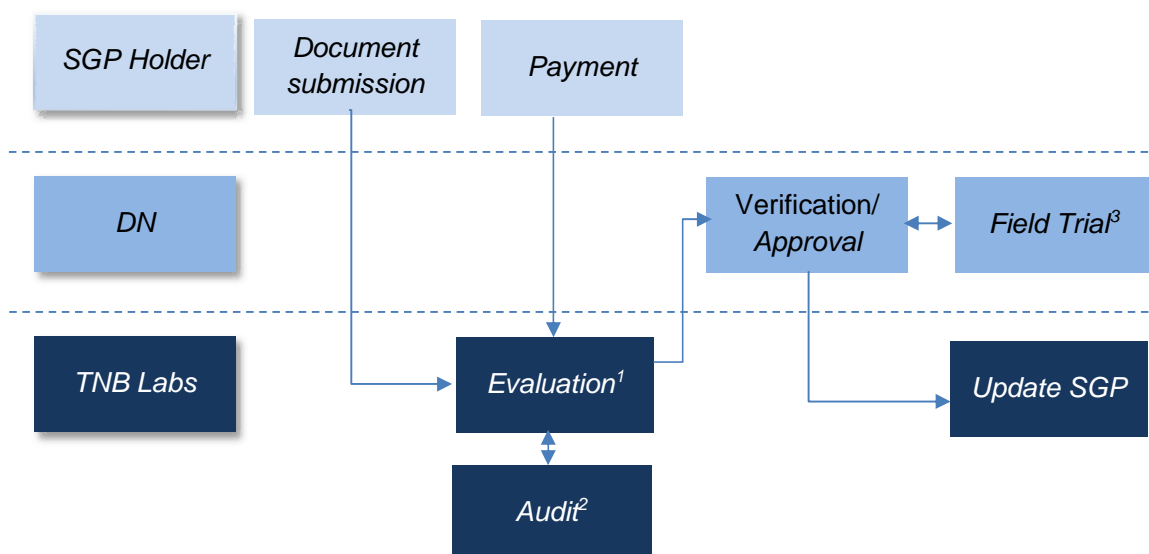 SGP Holder
Document
submission
Payment
DN
Verification/
Approval
Field Trial³
TNB Labs
Evaluation¹
Update SGP
Audit²